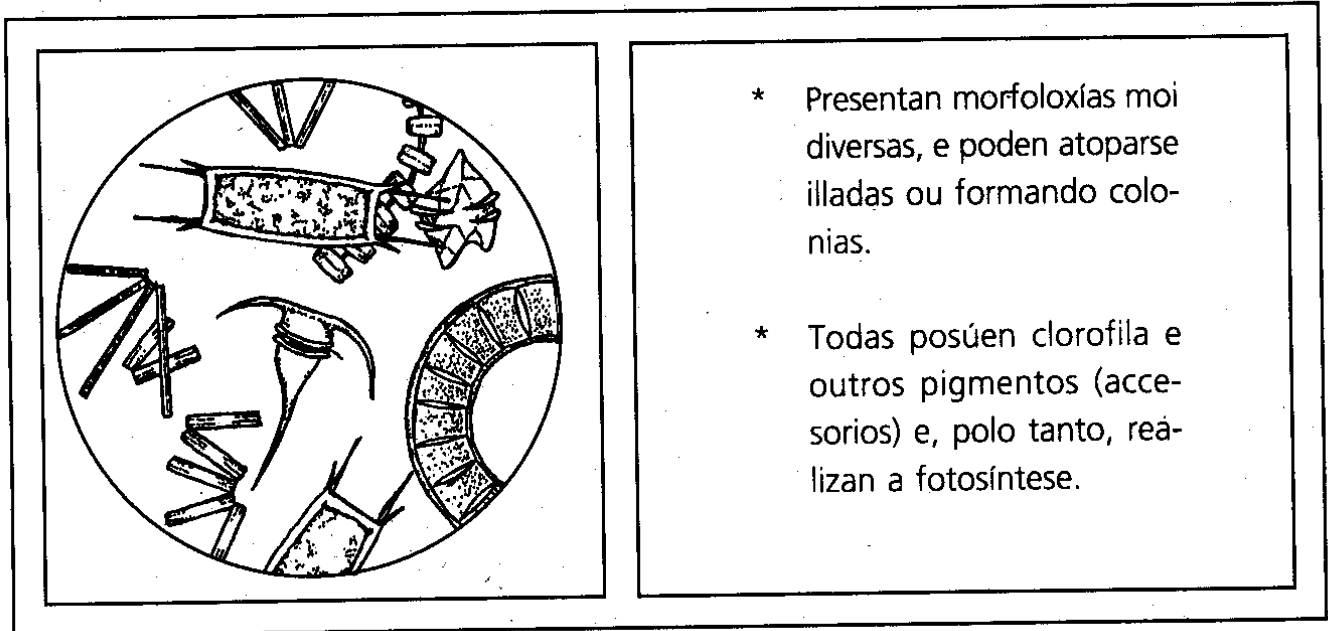 * Presentan morfoloxías moi
diversas, e poden atoparse
illadas ou formando colo-
nias.
* Todas posúen clorofila e
outros pigmentos (acce-
sorios) e, polo tanto, rea-
lizan a fotosíntese.